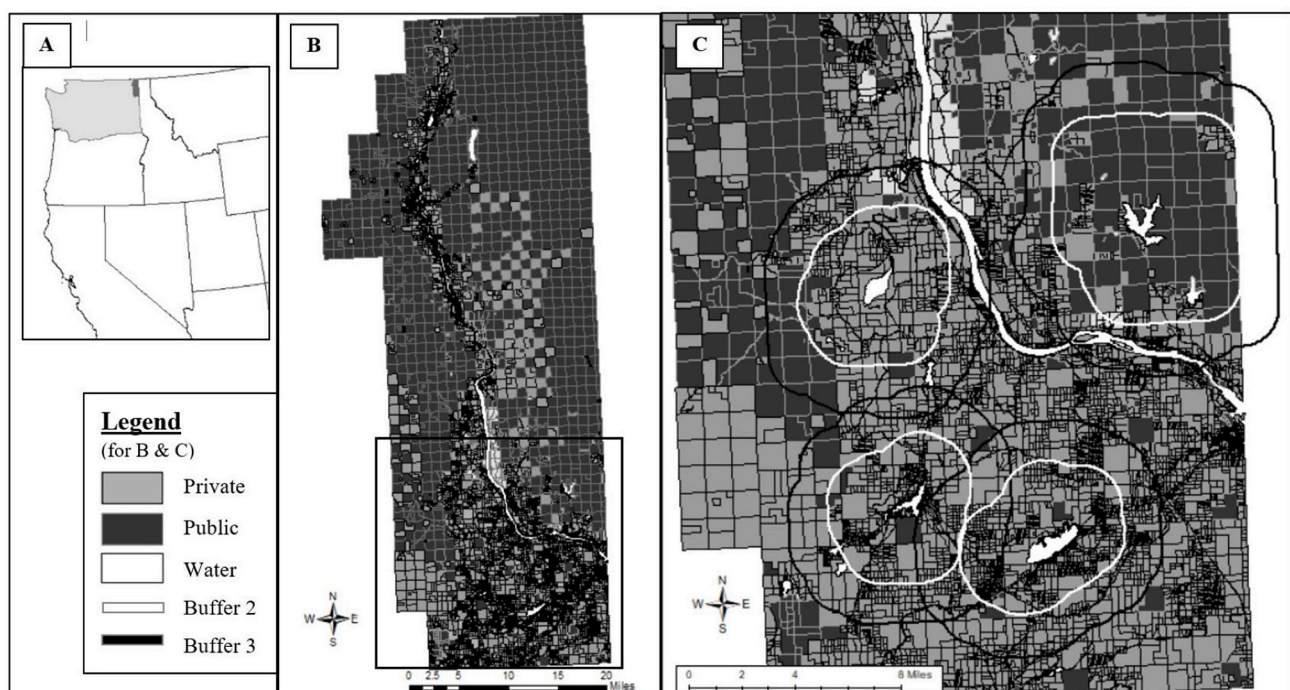 A
Legend
(for B & C)
Private
Public
Water
Buffer 2
Buffer 3
B
N
W E
S
0 2.5 5 10 15 20
Miles
C
N
W E
S
0 2 4 8 Miles